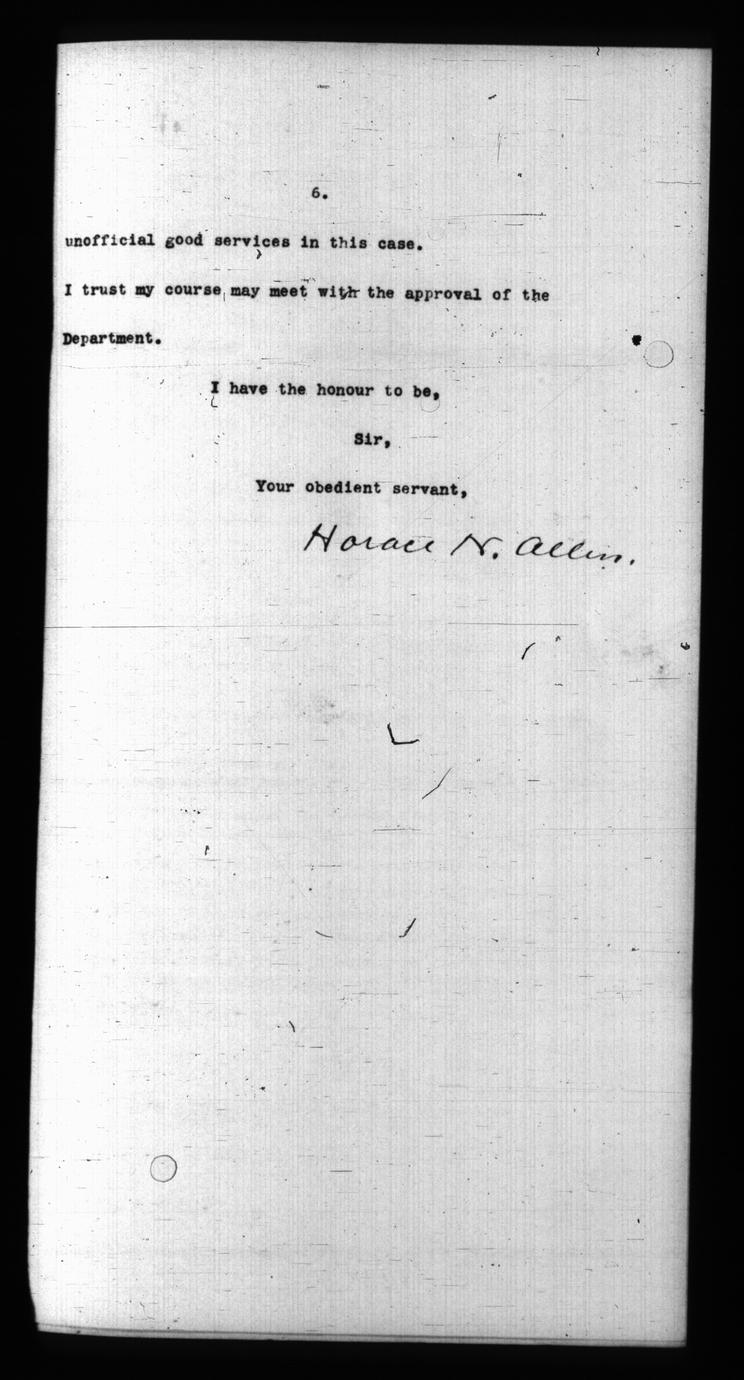 6.
unofficial good services in this case.
I trust my course may meet with the approval of the
Department.
I have the honour to be,
Sir,
Your obedient servant,
Horace N. Allen.